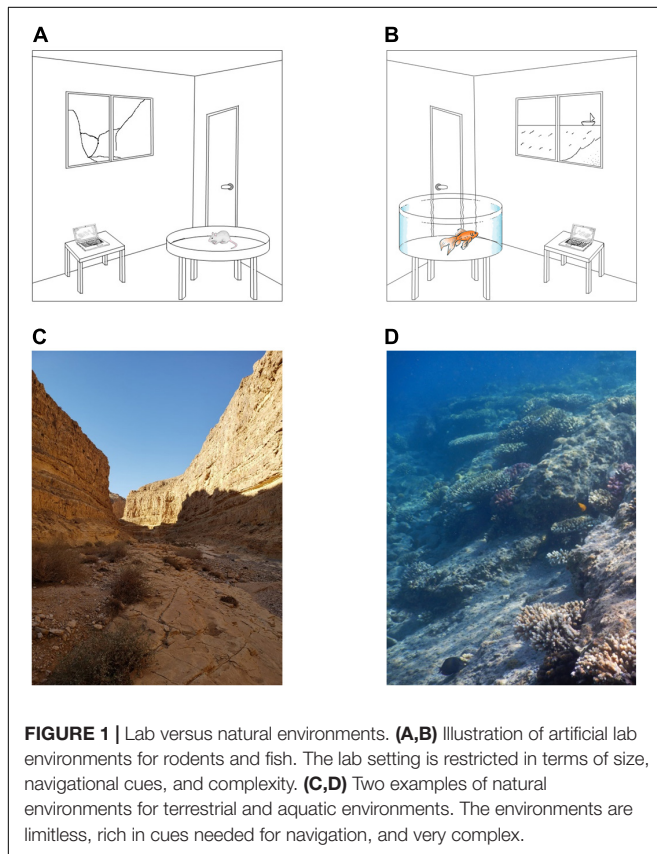 A
B
C
D
FIGURE 1 | Lab versus natural environments. (A,B) Illustration of artificial lab
environments for rodents and fish. The lab setting is restricted in terms of size,
navigational cues, and complexity. (C,D) Two examples of natural
environments for terrestrial and aquatic environments. The environments are
limitless, rich in cues needed for navigation, and very complex.